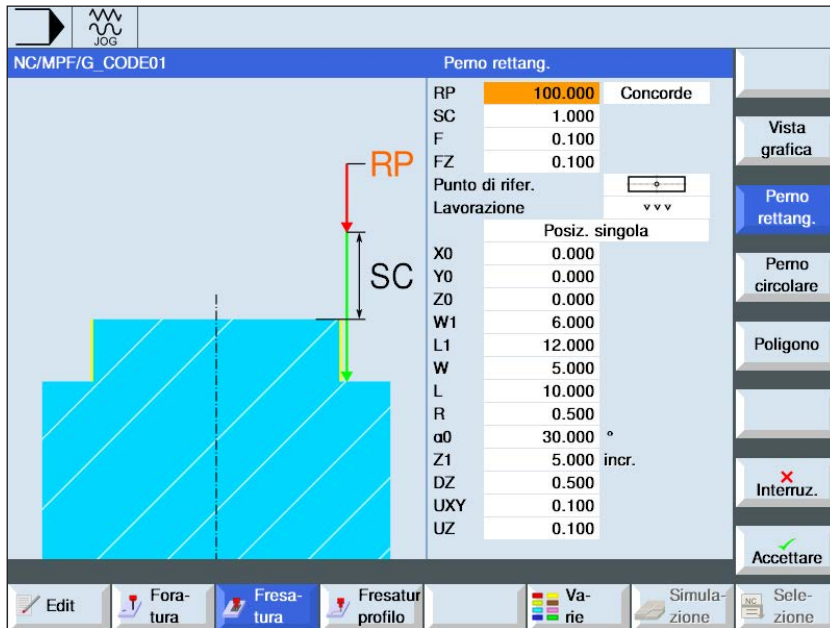 JOG
NC/MPF/G_CODE01
Perno rettang.
RP
SC
RP 100.000 Concorde
SC 1.000
F 0.100
FZ 0.100
Punto di rifer.
Lavorazione vvv
Posiz. singola
X0 0.000
Y0 0.000
Z0 0.000
W1 6.000
L1 12.000
W 5.000
L 10.000
R 0.500
α0 30.000 °
Z1 5.000 incr.
DZ 0.500
UXY 0.100
UZ 0.100
Vista
grafica
Perno
rettang.
Perno
circolare
Poligono
Interruz.
Accettare
Edit
Fora-
tura
Fresa-
tura
Fresatur
profilo
Va-
rie
Simula-
zione
NC
Sele-
zione